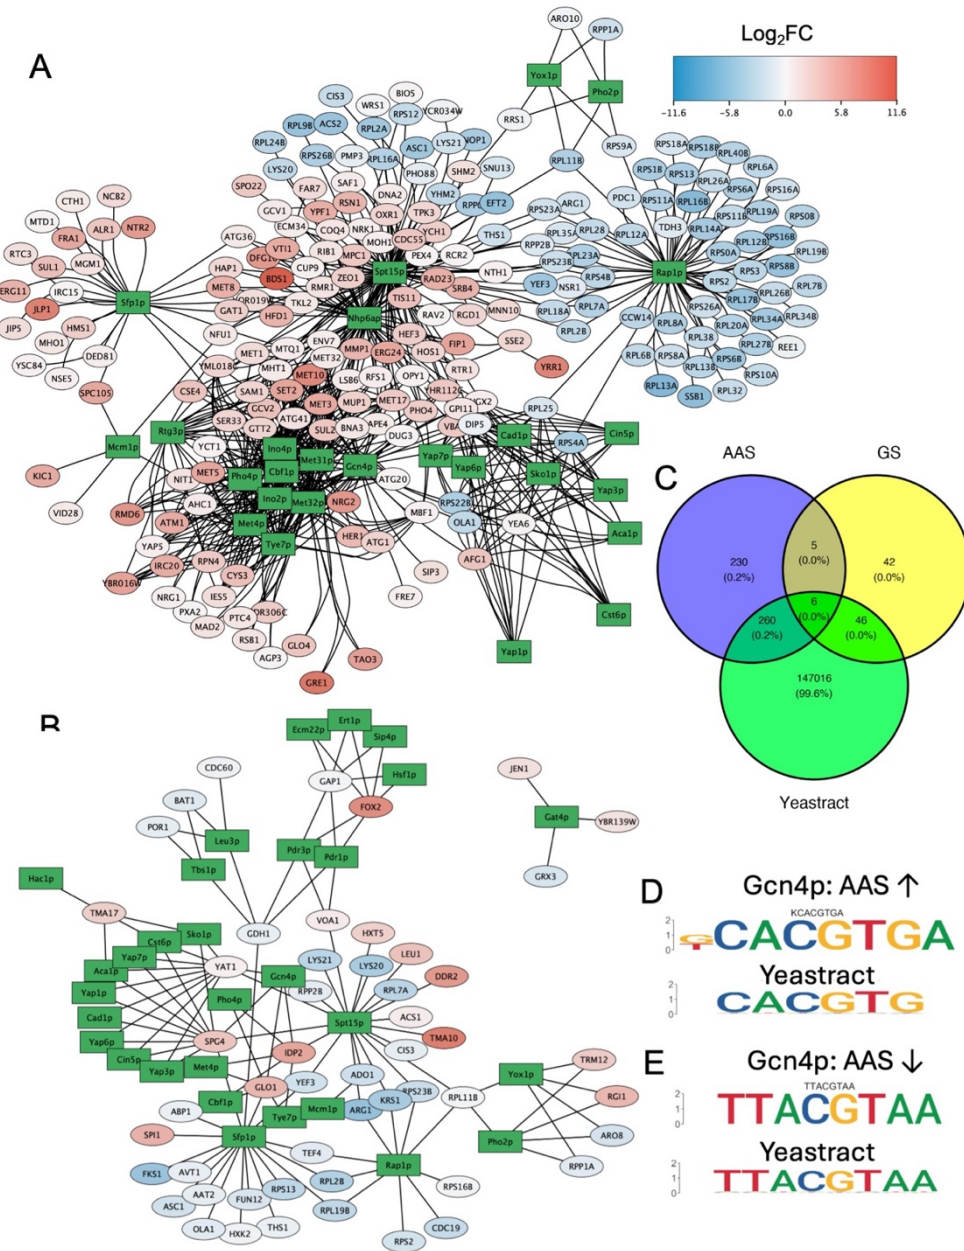 A
Log₂FC
-11.6 -5.8 0.0 5.8 11.6
ARO10
RPP1A
Yox1p
Pho2p
RRS1
RPS9A
RPL11B
CIS3
WRS1
BIO5
RPS12
YCR034W
RPL9B
ACS2
RPL2A
RPL24B
ASC1
LYS21
NOP1
RPS26B
PMP3
RPL16A
LYS20
PHO88
SHM2
SNU13
SPO22
FAR7
SAF1
DNA2
YHM2
EFT2
GCV1
YPF1
RSN1
OXR1
TPK3
ECM34
COQ4
NRK1
YCH1
THS1
ATG36
VTI1
RIB1
MOH1
CDC55
MPC1
PEX4
RCR2
HAP1
BDS1
CUP9
ZEO1
Spt15p
NTH1
MET8
RMR1
RAD23
SRB4
GAT1
TKL2
TIS11
HFD1
Nhp6ap
RAV2
RGD1
MNN10
NFU1
ENV7
HEF3
FIP1
SSE2
MET1
MTQ1
MMP1
ERG24
HOS1
YRR1
YML018C
MHT1
MET32
RTR1
MET10
LSB6
RFS1
OPY1
CSE4
SAM1
SET2
MET3
MUP1
MET17
YHR112C
GCV2
PHO4
GPI11
SER33
ATG41
GTT2
SUL2
BNA3
DUG3
DIP5
RPL25
CTH1
NCB2
MTD1
ALR1
NTR2
FRA1
RTC3
MGM1
SUL1
ERG11
IRC15
Sfp1p
JLP1
JIP5
HMS1
MHO1
DED81
YSC84
NSE5
SPC105
Mcm1p
Rtg3p
KIC1
VID28
YCT1
Ino4p
Met31p
Cbf1p
Gcn4p
Pho4p
MET5
NIT1
ATG20
Ino2p
Met32p
NRG2
AHC1
RMD6
ATM1
Met4p
MBF1
Tye7p
HER1
ATG1
YAP5
IRC20
RPN4
CYS3
SIP3
YBR016W
NRG1
IES5
FRE7
PXA2
PTC4
MAD2
RSB1
GLO4
AGP3
TAO3
GRE1
Cad1p
Cin5p
RPS4A
Yap7p
Yap6p
Sko1p
Yap3p
RPS22B
OLA1
YEA6
Aca1p
AFG1
Cst6p
Yap1p
RPS18A
RPS18B
RPL40B
RPS1B
RPS13
RPL6A
RPL26A
RPS6A
RPS16A
PDC1
RPS11A
RPL16B
RPS11B
RPL19A
RPS0B
RPS23A
ARG1
TDH3
RPL14A
RPL35A
RPL28
RPL12A
RPL12B
RPS16B
RPP2B
RPL23A
RPS0A
RPL19B
RPS23B
RPS3
RPS8B
Rap1p
YEF3
NSR1
RPS4B
RPS2
RPL7B
RPL17B
RPL26B
RPL18A
RPL7A
RPS26A
CCW14
RPL8A
RPL20A
RPL34A
RPL34B
RPL2B
RPL38
RPL27B
REE1
RPL6B
RPS8A
RPS6B
RPL13B
RPS10A
RPL13A
SSB1
RPL32
C
AAS
GS
230
(0.2%)
5
(0.0%)
42
(0.0%)
6
(0.0%)
260
(0.2%)
46
(0.0%)
147016
(99.6%)
Yeastract
Ecm22p
Ert1p
Sip4p
Hsf1p
GAP1
FOX2
CDC60
BAT1
POR1
Leu3p
Tbs1p
Pdr3p
Pdr1p
Hac1p
TMA17
GDH1
VOA1
JEN1
Gat4p
YBR139W
GRX3
Sko1p
Cst6p
Yap7p
Aca1p
YAT1
Gcn4p
LYS21
HXT5
LYS20
LEU1
Yap1p
Pho4p
RPP2B
RPL7A
DDR2
Cad1p
Spt15p
ACS1
Yap6p
SPG4
TMA10
Cin5p
IDP2
CIS3
Yap3p
Met4p
GLO1
YEF3
ADO1
RPS23B
Yox1p
TRM12
Cbf1p
KRS1
RPL11B
RGI1
ABP1
Tye7p
Mcm1p
ARG1
SPI1
Sfp1p
Pho2p
ARO8
TEF4
Rap1p
RPP1A
FKS1
AVT1
RPL2B
AAT2
RPS13
RPS16B
ASC1
FUN12
RPL19B
OLA1
HXK2
THS1
RPS2
CDC19
D
Gcn4p: AAS ↑
KCACGTGA
CACGTGA
Yeastract
CACGTG
E
Gcn4p: AAS ↓
TTACGTAA
TTACGTAA
Yeastract
TTACGTAA